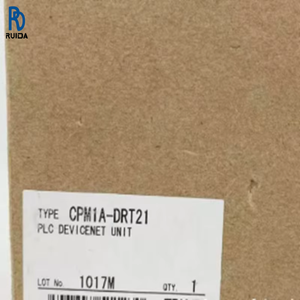 RUIDA
TYPE CPM1A-DRT21
PLC DEVICENET UNIT
LOT No. 1017M QTY. 1